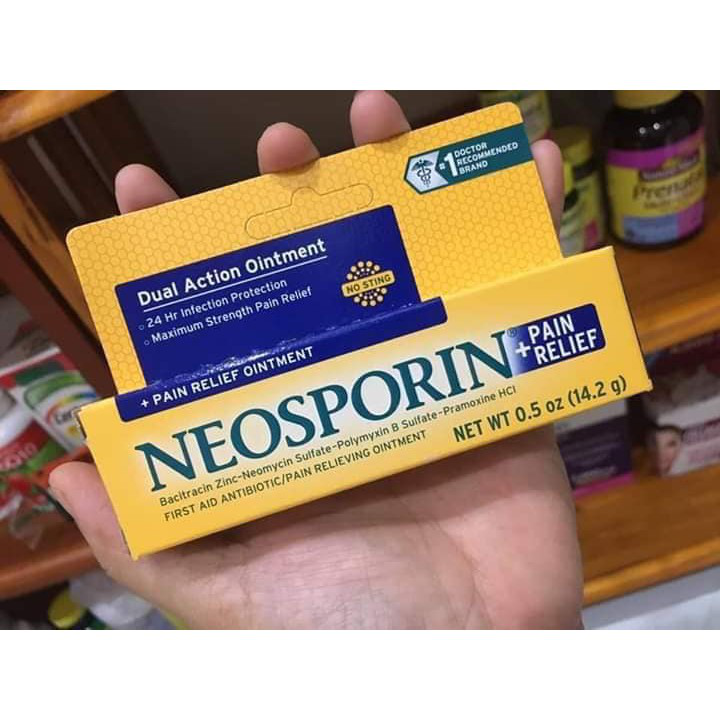 #1 DOCTOR
RECOMMENDED
BRAND
Dual Action Ointment
◦ 24 Hr Infection Protection
◦ Maximum Strength Pain Relief
NO STING
+ PAIN RELIEF OINTMENT
NEOSPORIN®
+ PAIN
RELIEF
Bacitracin Zinc-Neomycin Sulfate-Polymyxin B Sulfate-Pramoxine HCl
FIRST AID ANTIBIOTIC/PAIN RELIEVING OINTMENT
NET WT 0.5 oz (14.2 g)
Prenatal